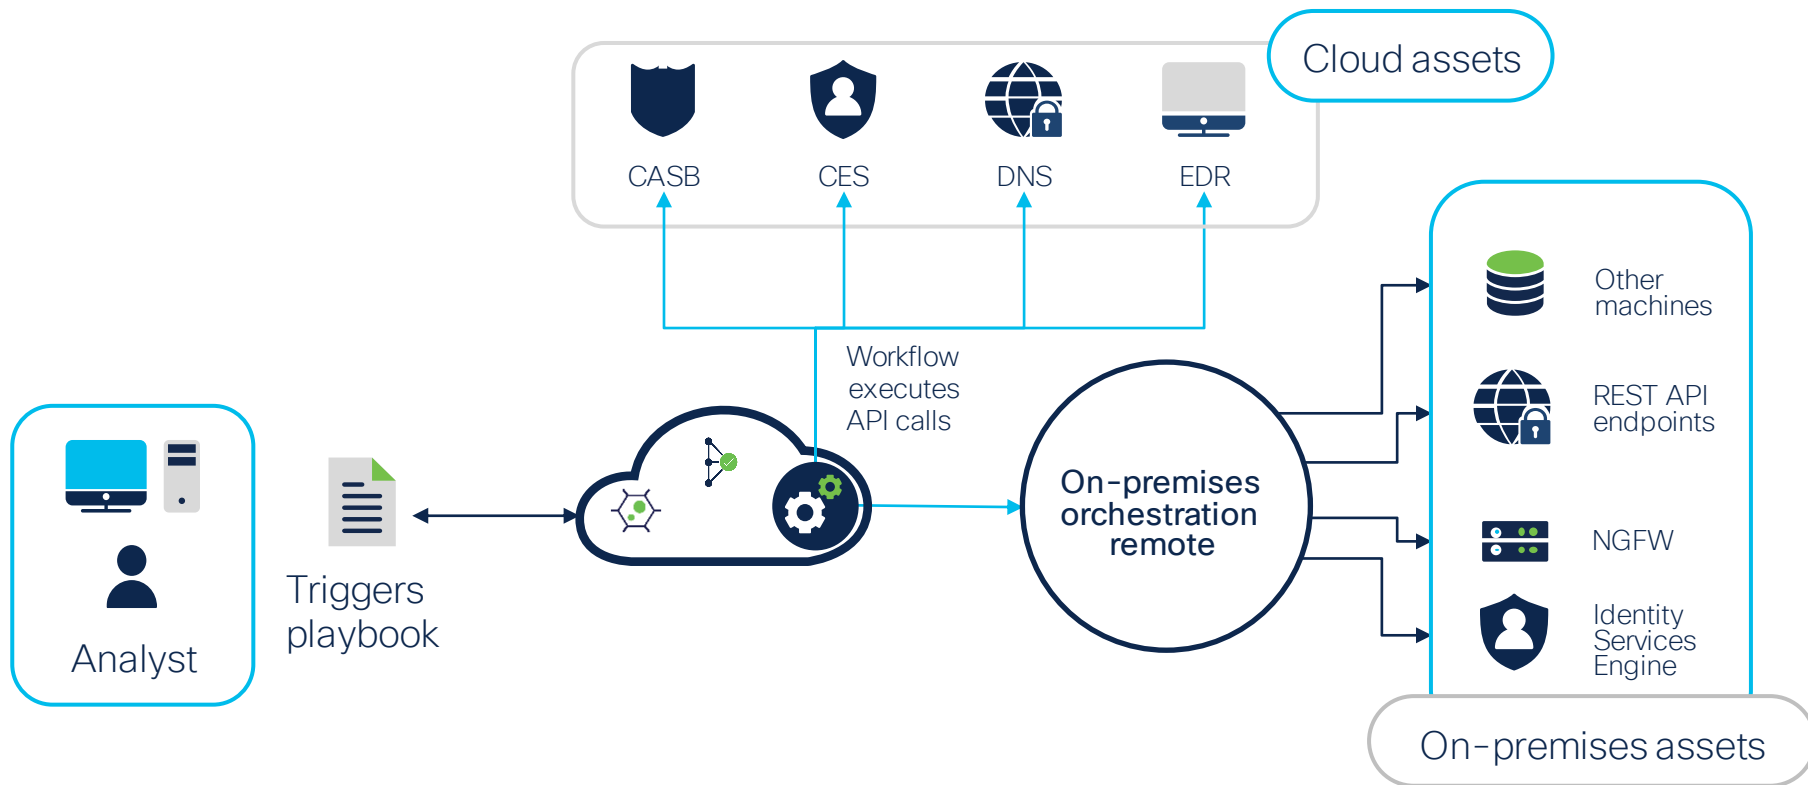 Cloud assets
CASB
CES
DNS
EDR
Workflow
executes
API calls
Analyst
Triggers
playbook
On-premises
orchestration
remote
Other
machines
REST API
endpoints
NGFW
Identity
Services
Engine
On-premises assets